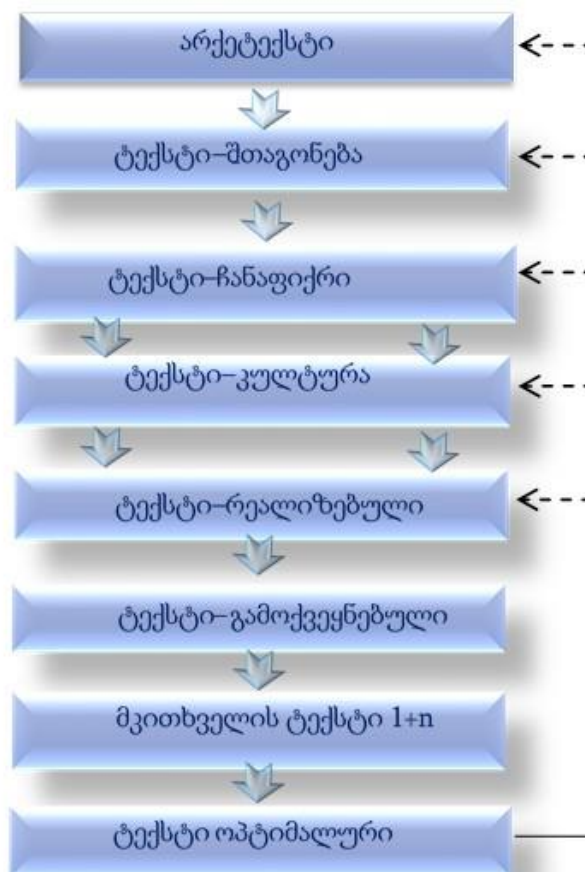 არქეტექსტი
ტექსტი–შთაგონება
ტექსტი–ჩანაფიქრი
ტექსტი–კულტურა
ტექსტი–რეალიზებული
ტექსტი–გამოქვეყნებული
მკითხველის ტექსტი 1+n
ტექსტი ოპტიმალური